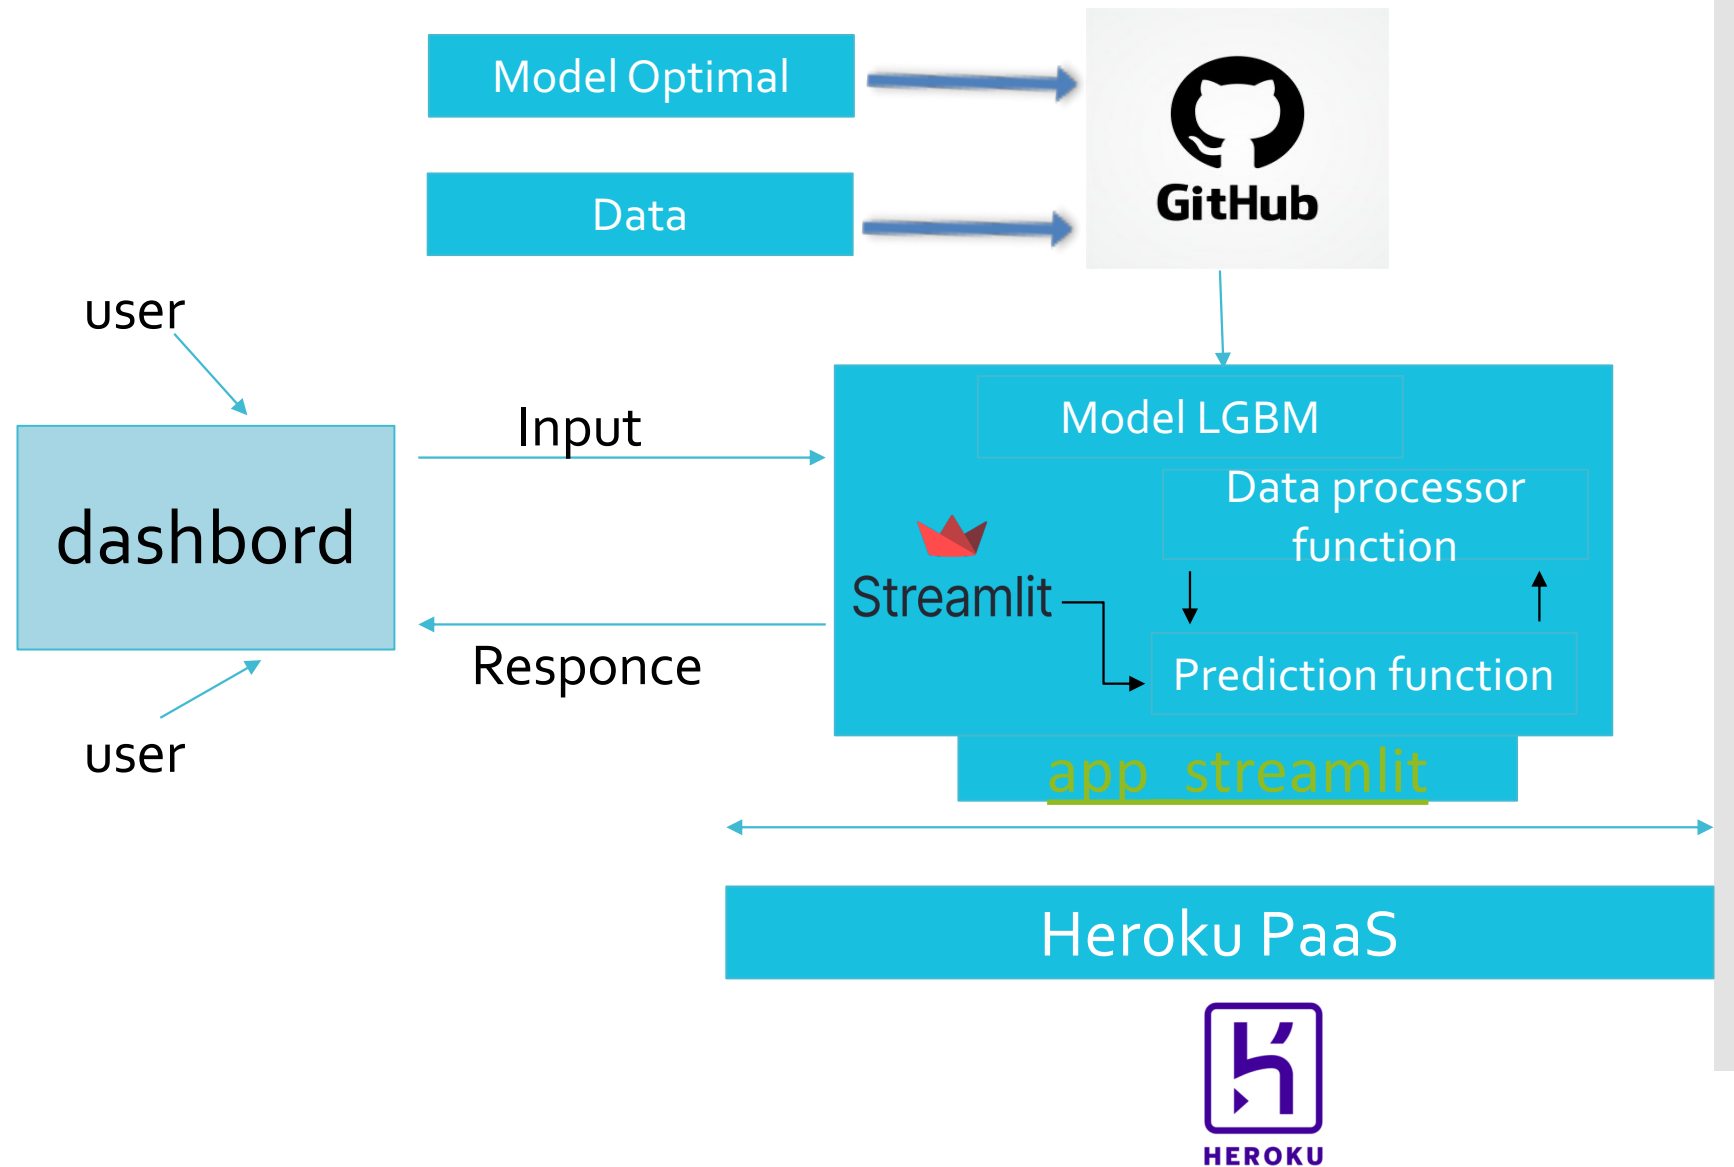 Model Optimal
GitHub
Data
user
Input
Model LGBM
Data processor
function
dashbord
Streamlit
Responce
Prediction function
user
app streamlit
Heroku PaaS
HEROKU